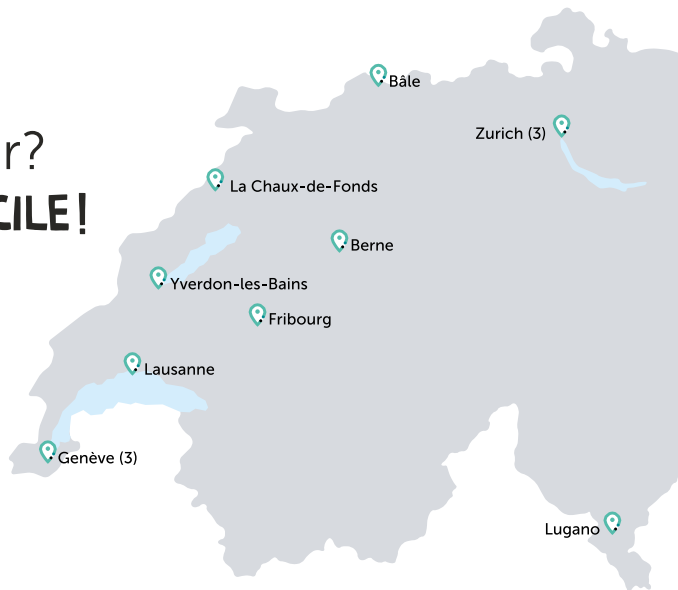 r?
CILE!
Bâle
Zurich (3)
La Chaux-de-Fonds
Berne
Yverdon-les-Bains
Fribourg
Lausanne
Genève (3)
Lugano